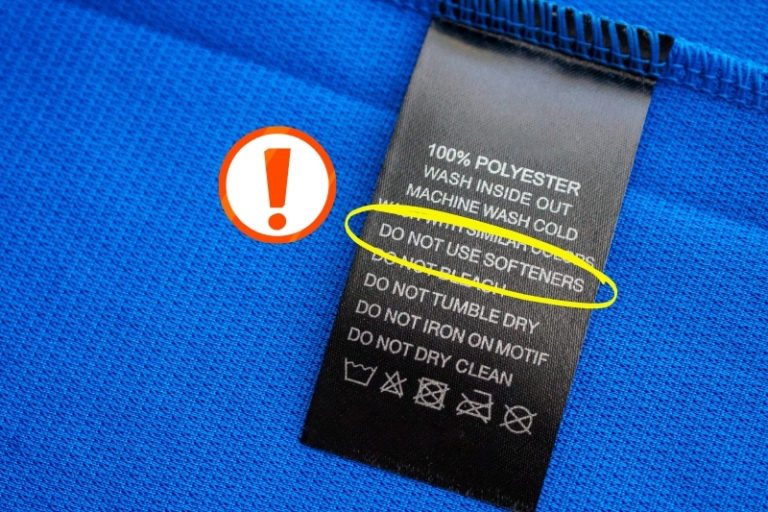 100% POLYESTER
WASH INSIDE OUT
MACHINE WASH COLD
WASH WITH SIMILAR COLORS
DO NOT USE SOFTENERS
DO NOT BLEACH
DO NOT TUMBLE DRY
DO NOT IRON ON MOTIF
DO NOT DRY CLEAN